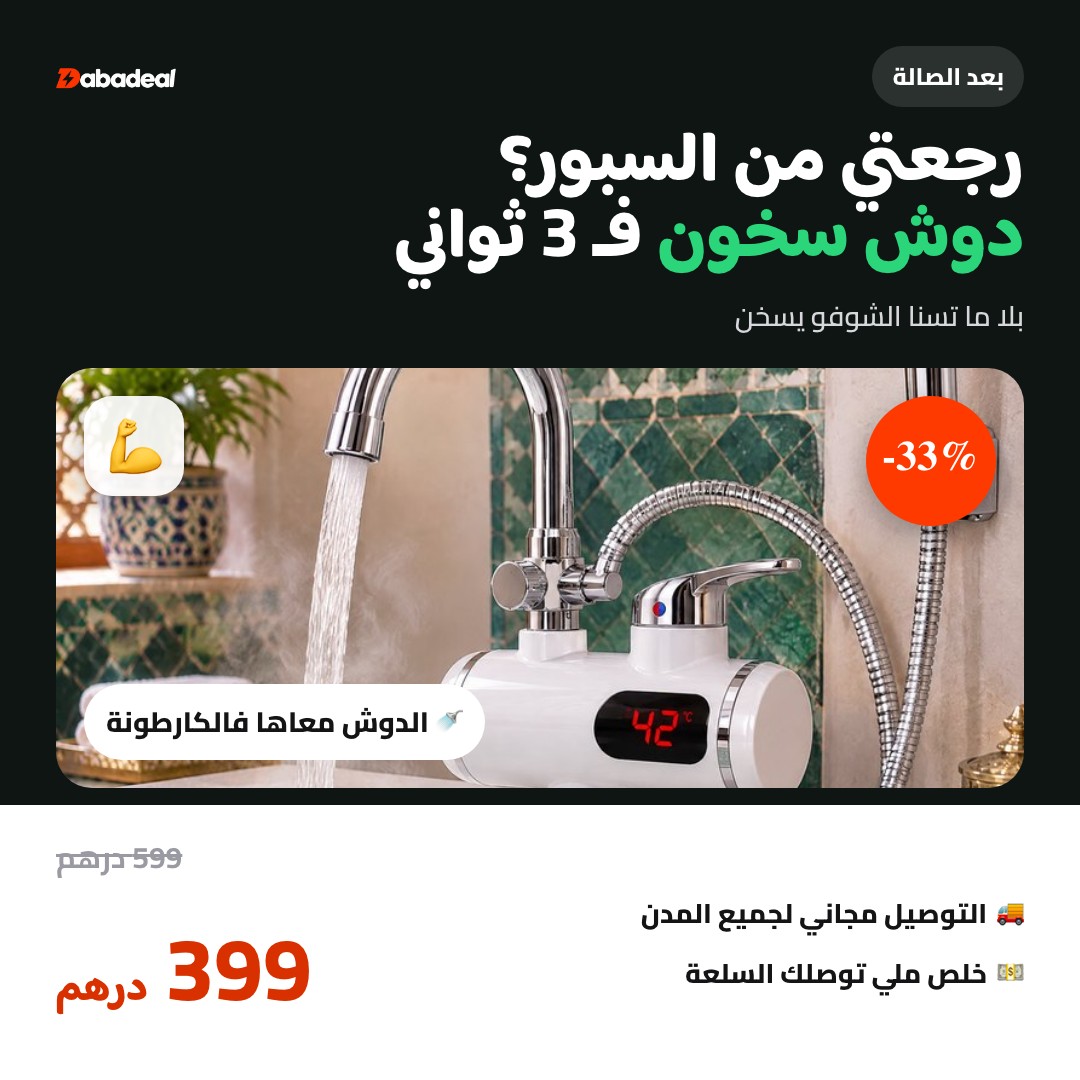 Dabadeal
بعد الصالة
رجعتي من السبور؟
دوش سخون فـ 3 ثواني
بلا ما تسنا الشوفو يسخن
-33%
42°C
الدوش معاها فالكارطونة
599 درهم
399 درهم
التوصيل مجاني لجميع المدن
خلص ملي توصلك السلعة